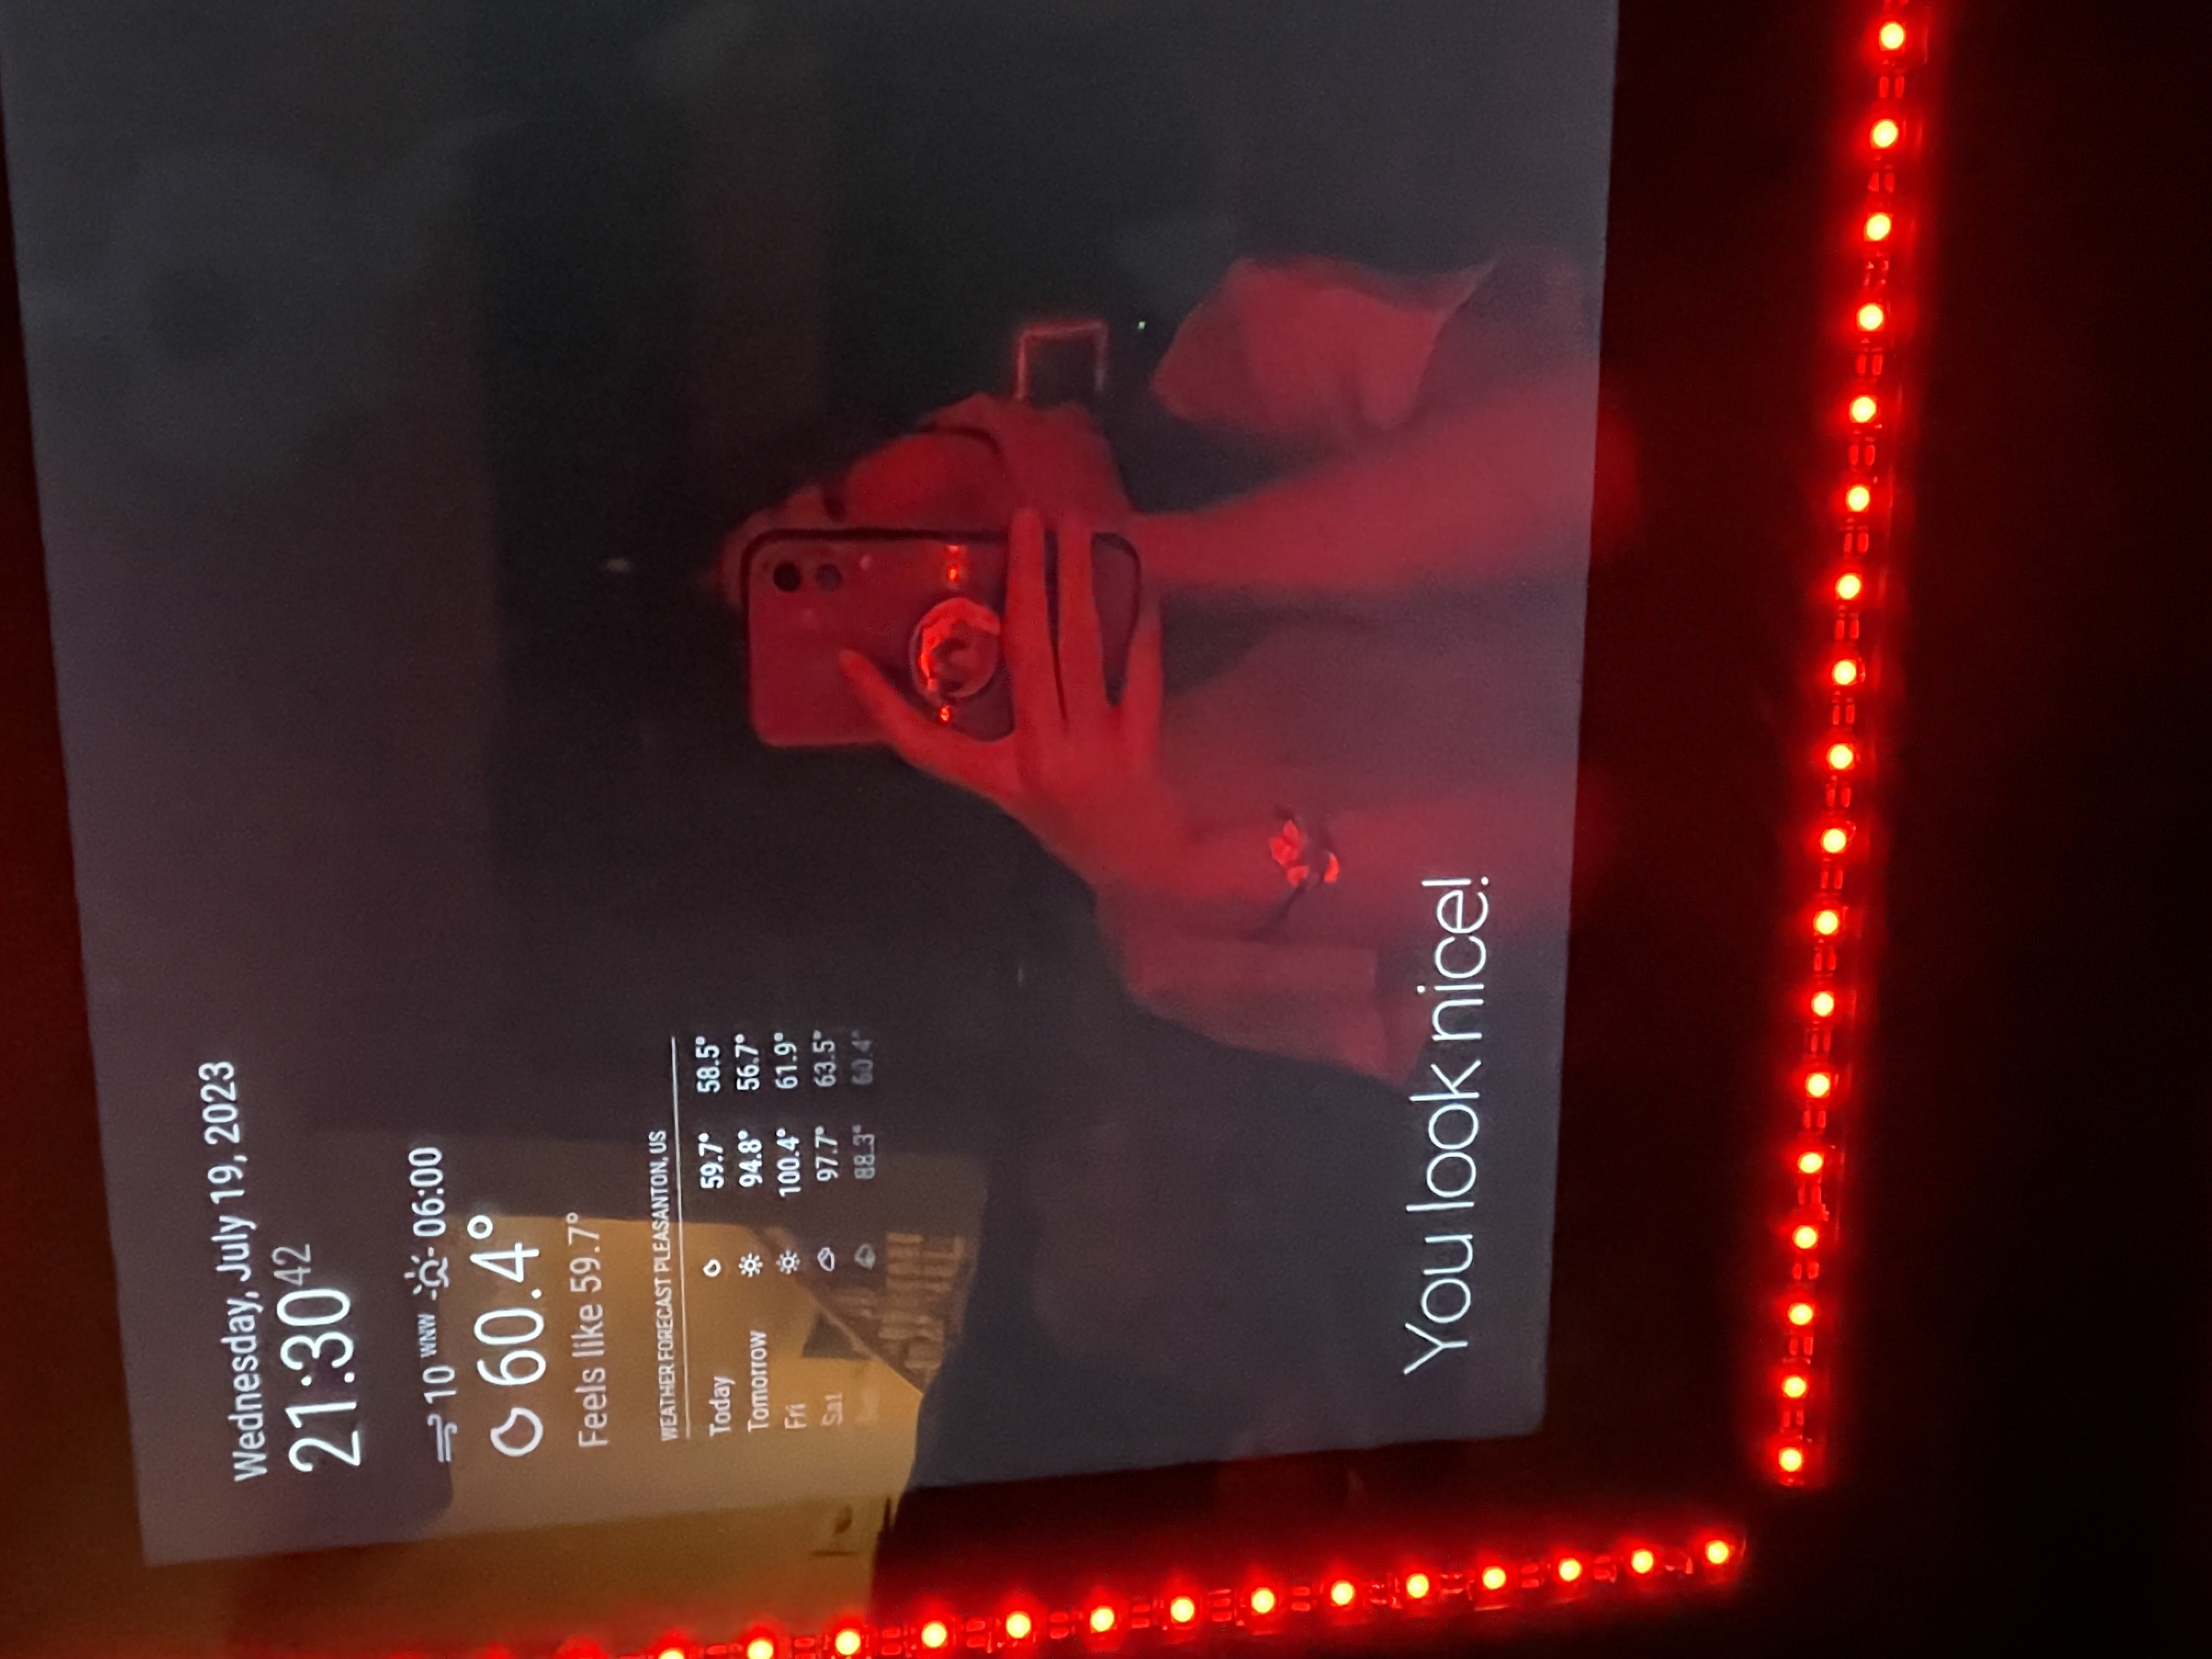 Wednesday, July 19, 2023
21:30 42
10 WNW 06:00
60.4°
Feels like 59.7°
WEATHER FORECAST PLEASANTON, US
Today 59.7° 58.5°
Tomorrow 94.8° 56.7°
Fri 100.4° 61.9°
Sat 97.7° 63.5°
88.3° 60.4°
You look nice!